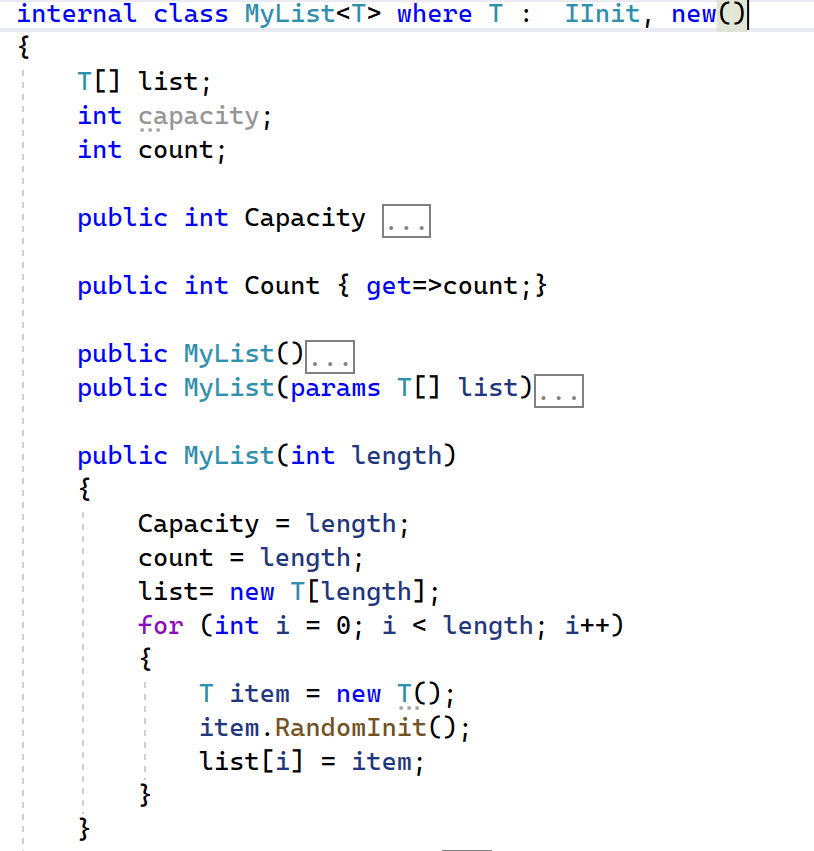 internal class MyList<T> where T :  IInit, new()
{
    T[] list;
    int capacity;
    int count;

    public int Capacity ...

    public int Count { get=>count;}

    public MyList()...
    public MyList(params T[] list)...

    public MyList(int length)
    {
        Capacity = length;
        count = length;
        list= new T[length];
        for (int i = 0; i < length; i++)
        {
            T item = new T();
            item.RandomInit();
            list[i] = item;
        }
    }